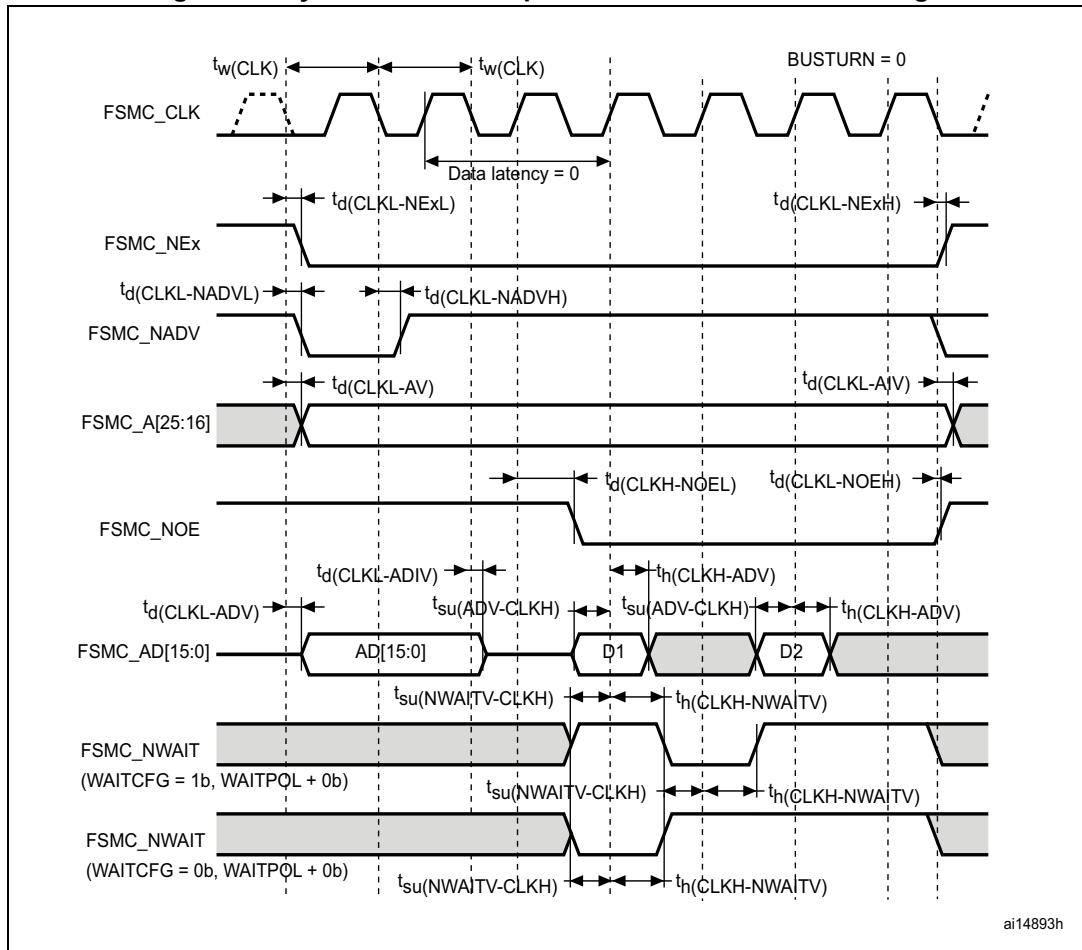 tw(CLK) tw(CLK) BUSTURN = 0
FSMC_CLK
Data latency = 0
td(CLKL-NExL) td(CLKL-NExH)
FSMC_NEx
td(CLKL-NADVL) td(CLKL-NADVH)
FSMC_NADV
td(CLKL-AV) td(CLKL-AIV)
FSMC_A[25:16]
td(CLKH-NOEL) td(CLKL-NOEH)
FSMC_NOE
td(CLKL-ADIV) th(CLKH-ADV)
td(CLKL-ADV) tsu(ADV-CLKH) tsu(ADV-CLKH) th(CLKH-ADV)
FSMC_AD[15:0] AD[15:0] D1 D2
tsu(NWAITV-CLKH) th(CLKH-NWAITV)
FSMC_NWAIT
(WAITCFG = 1b, WAITPOL + 0b)
tsu(NWAITV-CLKH) th(CLKH-NWAITV)
FSMC_NWAIT
(WAITCFG = 0b, WAITPOL + 0b)
tsu(NWAITV-CLKH) th(CLKH-NWAITV)
ai14893h